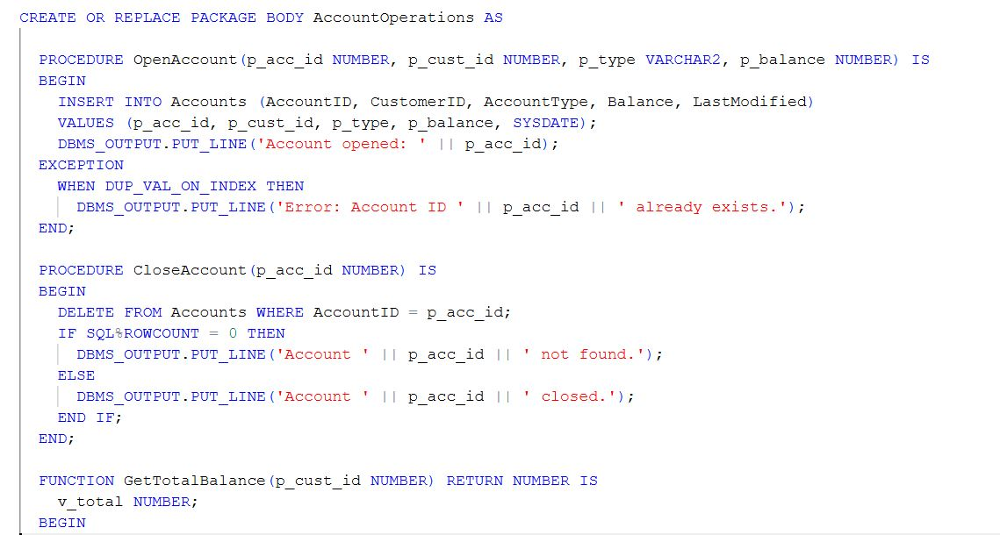 CREATE OR REPLACE PACKAGE BODY AccountOperations AS
PROCEDURE OpenAccount(p_acc_id NUMBER, p_cust_id NUMBER, p_type VARCHAR2, p_balance NUMBER) IS
BEGIN
INSERT INTO Accounts (AccountID, CustomerID, AccountType, Balance, LastModified)
VALUES (p_acc_id, p_cust_id, p_type, p_balance, SYSDATE);
DBMS_OUTPUT.PUT_LINE('Account opened: ' || p_acc_id);
EXCEPTION
WHEN DUP_VAL_ON_INDEX THEN
DBMS_OUTPUT.PUT_LINE('Error: Account ID ' || p_acc_id || ' already exists.');
END;
PROCEDURE CloseAccount(p_acc_id NUMBER) IS
BEGIN
DELETE FROM Accounts WHERE AccountID = p_acc_id;
IF SQL%ROWCOUNT = 0 THEN
DBMS_OUTPUT.PUT_LINE('Account ' || p_acc_id || ' not found.');
ELSE
DBMS_OUTPUT.PUT_LINE('Account ' || p_acc_id || ' closed.');
END IF;
END;
FUNCTION GetTotalBalance(p_cust_id NUMBER) RETURN NUMBER IS
v_total NUMBER;
BEGIN